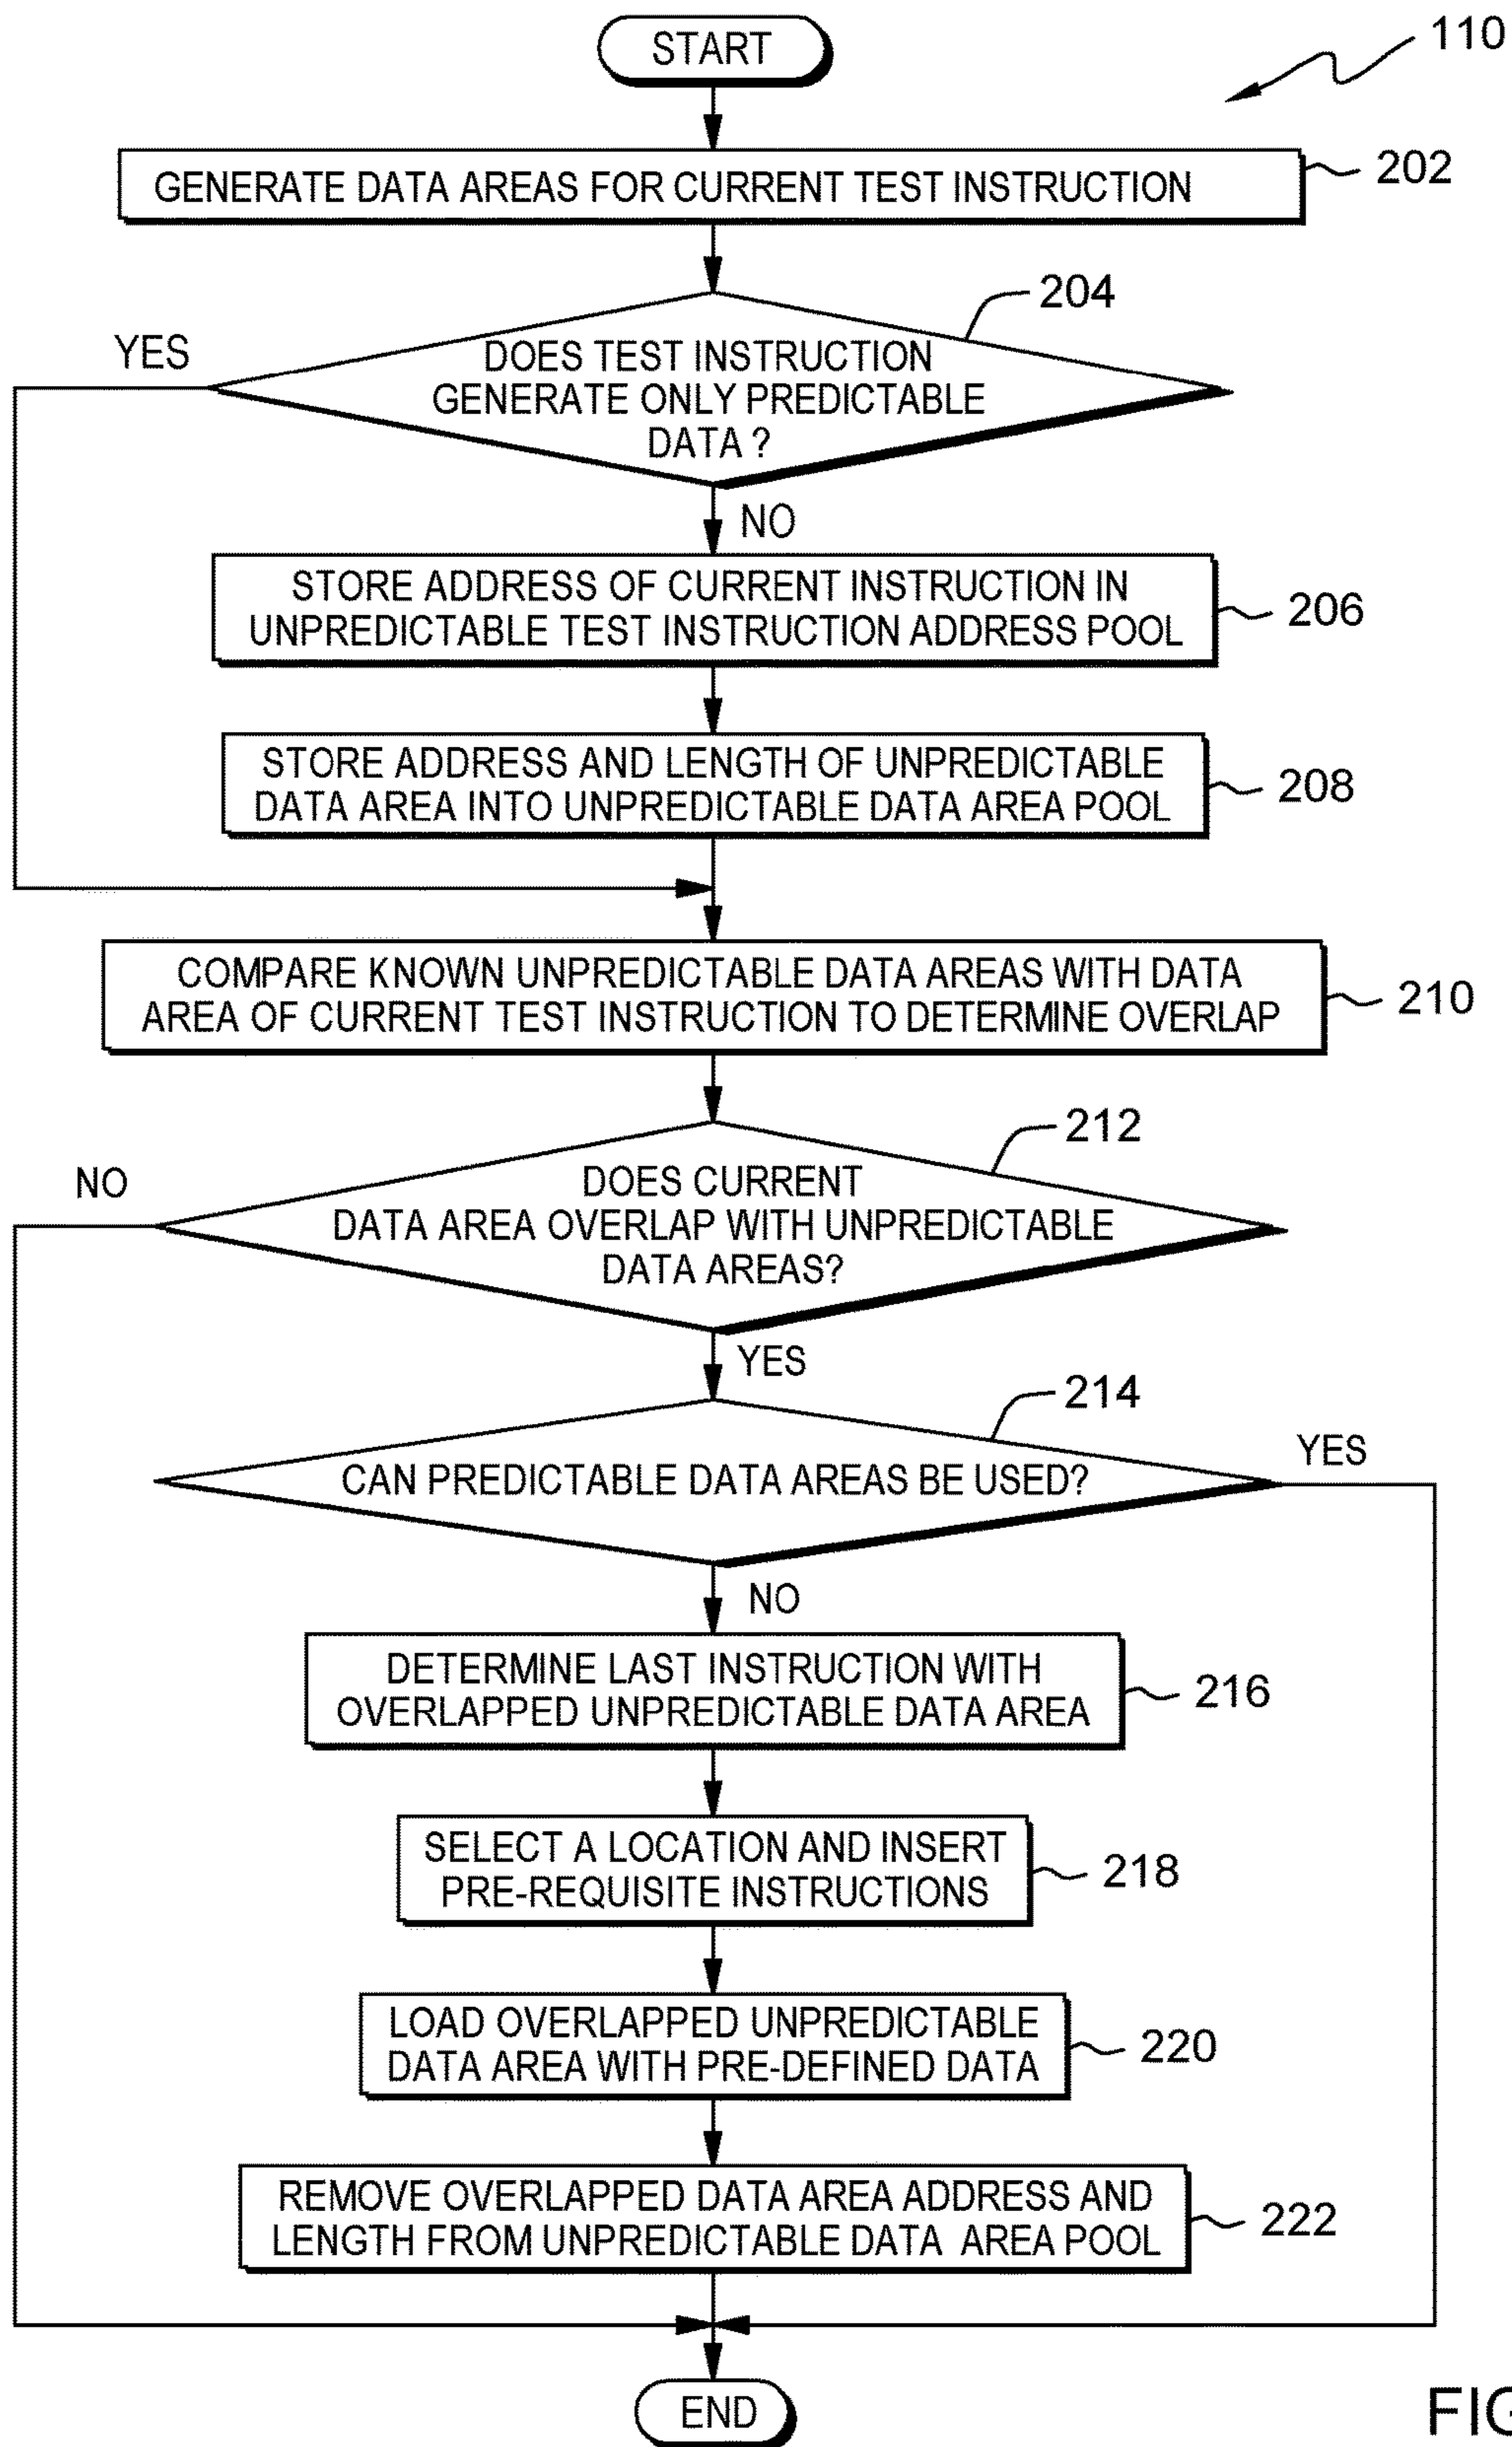 START
110
GENERATE DATA AREAS FOR CURRENT TEST INSTRUCTION
202
204
YES
DOES TEST INSTRUCTION
GENERATE ONLY PREDICTABLE
DATA ?
NO
STORE ADDRESS OF CURRENT INSTRUCTION IN
UNPREDICTABLE TEST INSTRUCTION ADDRESS POOL
206
STORE ADDRESS AND LENGTH OF UNPREDICTABLE
DATA AREA INTO UNPREDICTABLE DATA AREA POOL
208
COMPARE KNOWN UNPREDICTABLE DATA AREAS WITH DATA
AREA OF CURRENT TEST INSTRUCTION TO DETERMINE OVERLAP
210
212
NO
DOES CURRENT
DATA AREA OVERLAP WITH UNPREDICTABLE
DATA AREAS?
YES
214
YES
CAN PREDICTABLE DATA AREAS BE USED?
NO
DETERMINE LAST INSTRUCTION WITH
OVERLAPPED UNPREDICTABLE DATA AREA
216
SELECT A LOCATION AND INSERT
PRE-REQUISITE INSTRUCTIONS
218
LOAD OVERLAPPED UNPREDICTABLE
DATA AREA WITH PRE-DEFINED DATA
220
REMOVE OVERLAPPED DATA AREA ADDRESS AND
LENGTH FROM UNPREDICTABLE DATA AREA POOL
222
END